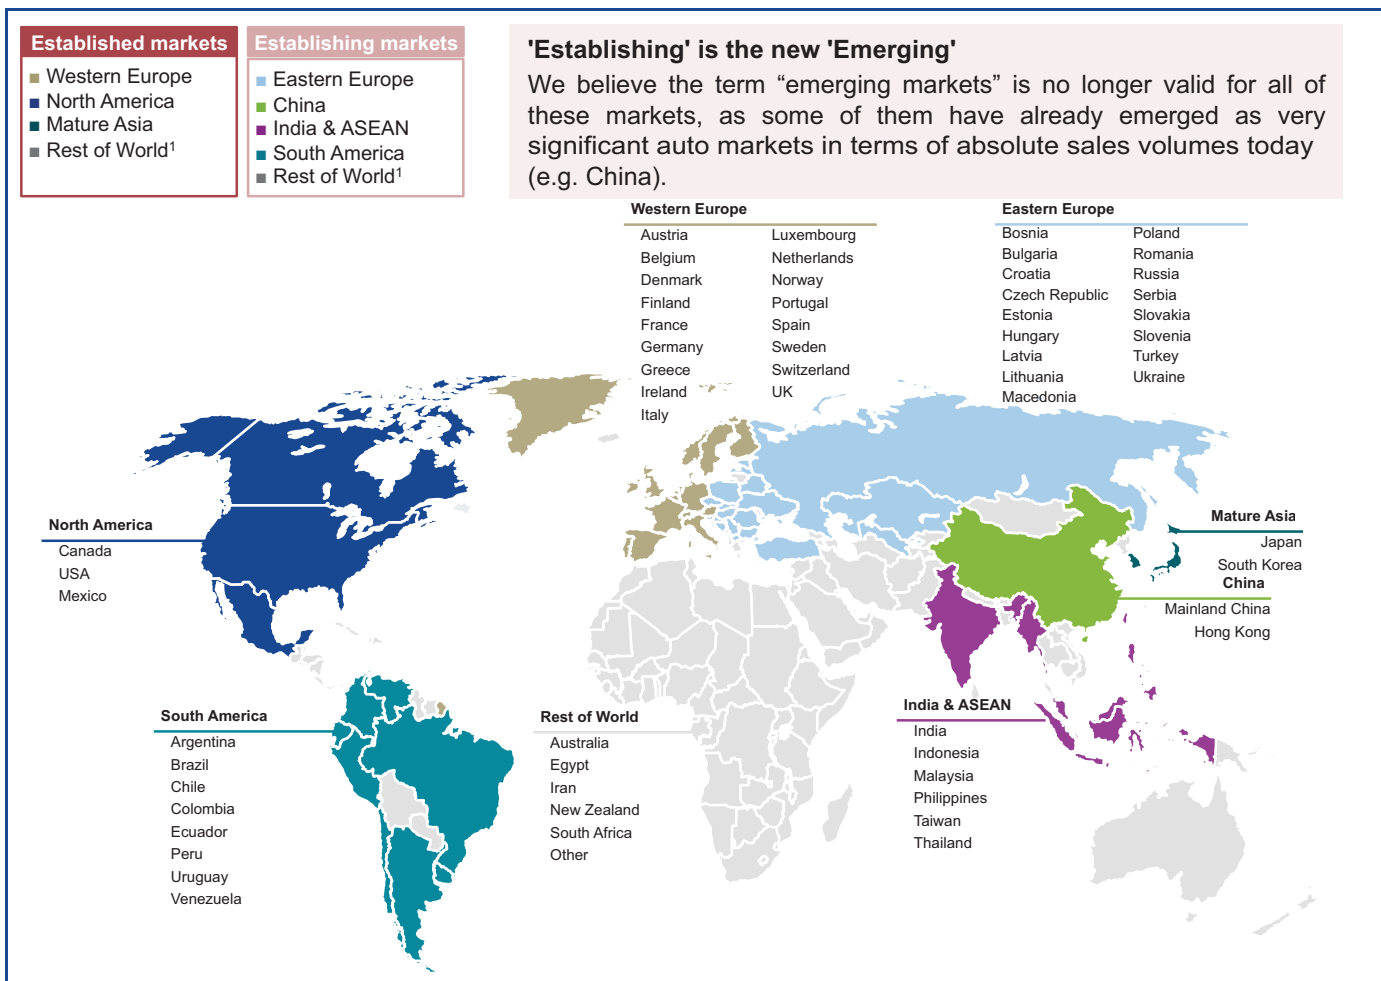 Established markets
Western Europe
North America
Mature Asia
Rest of World¹
Establishing markets
Eastern Europe
China
India & ASEAN
South America
Rest of World¹
'Establishing' is the new 'Emerging'
We believe the term “emerging markets” is no longer valid for all of
these markets, as some of them have already emerged as very
significant auto markets in terms of absolute sales volumes today
(e.g. China).
Western Europe
Austria
Belgium
Denmark
Finland
France
Germany
Greece
Ireland
Italy
Luxembourg
Netherlands
Norway
Portugal
Spain
Sweden
Switzerland
UK
Eastern Europe
Bosnia
Bulgaria
Croatia
Czech Republic
Estonia
Hungary
Latvia
Lithuania
Macedonia
Poland
Romania
Russia
Serbia
Slovakia
Slovenia
Turkey
Ukraine
North America
Canada
USA
Mexico
Mature Asia
Japan
South Korea
China
Mainland China
Hong Kong
South America
Argentina
Brazil
Chile
Colombia
Ecuador
Peru
Uruguay
Venezuela
Rest of World
Australia
Egypt
Iran
New Zealand
South Africa
Other
India & ASEAN
India
Indonesia
Malaysia
Philippines
Taiwan
Thailand